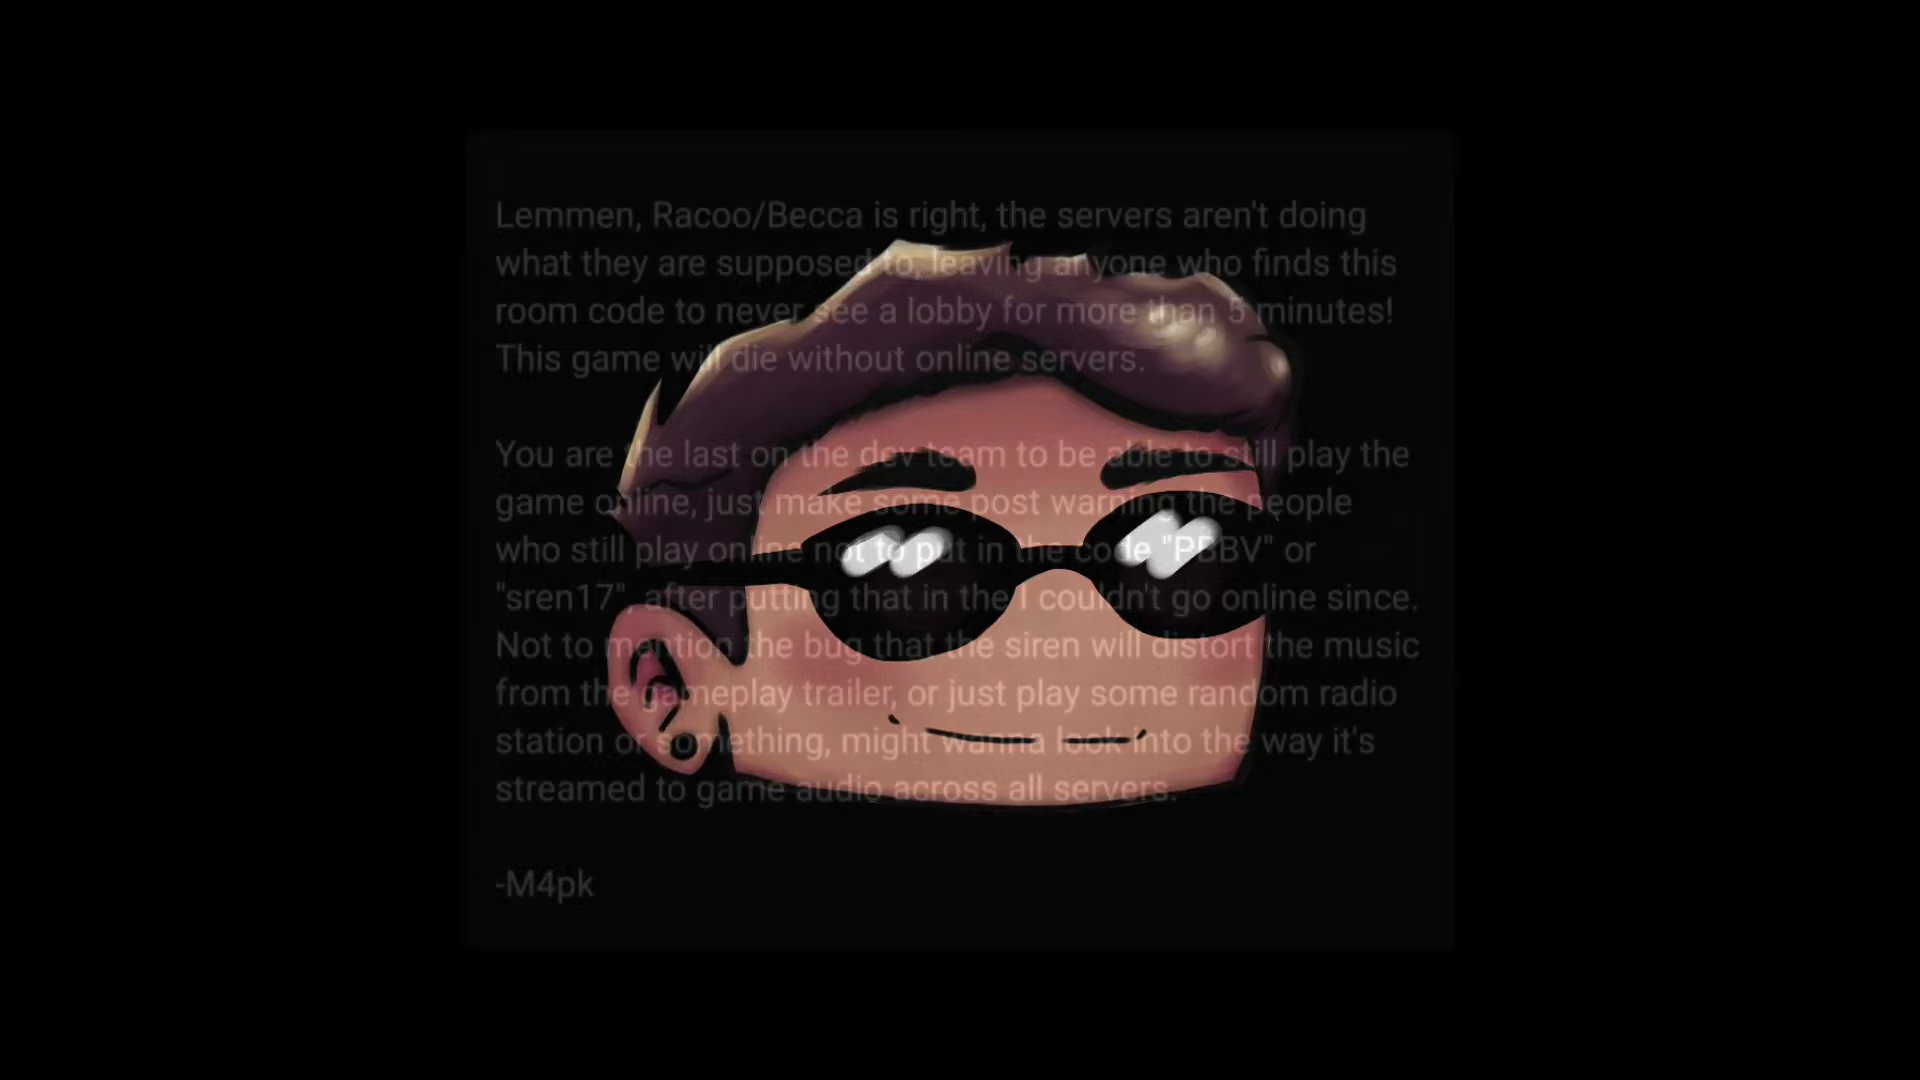 Lemmen, Racoo/Becca is right, the servers aren't doing
what they are supposed to, leaving anyone who finds this
room code to never see a lobby for more than 5 minutes!
This game will die without online servers.
You are the last on the dev team to be able to still play the
game online, just make some post warning the people
who still play online not to put in the code "PBBV" or
"sren17", after putting that in the I couldn't go online since.
Not to mention the bug that the siren will distort the music
from the gameplay trailer, or just play some random radio
station or something, might wanna look into the way it's
streamed to game audio across all servers.
-M4pk